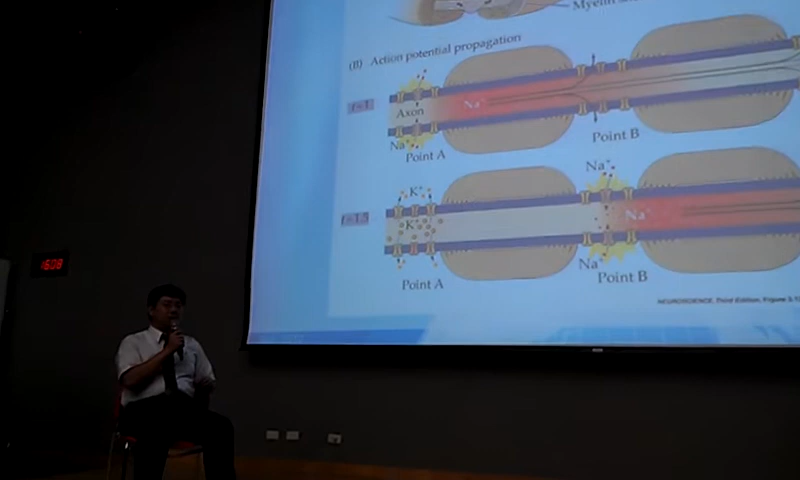 Myelin
(B) Action potential propagation
t=1
Na+
Axon
Na+
Point A
Point B
K+
Na+
t=1.5
K+
Na+
Na+
Point A
Point B
NEUROSCIENCE, Third Edition, Figure 3.1